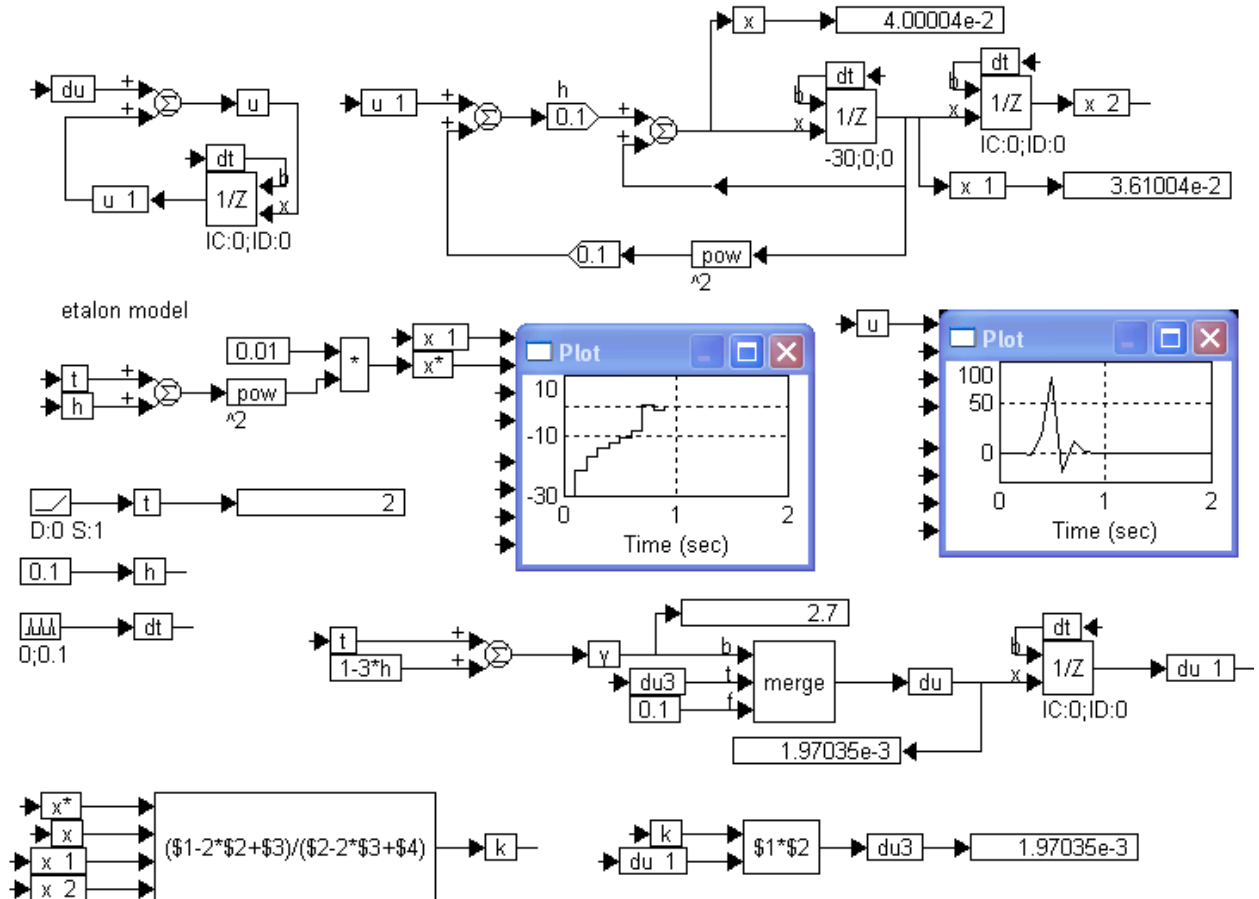 x
4.00004e-2
du
+
+
Σ
u
dt
b
x
1/Z
u 1
IC:0;ID:0
u 1
+
+
Σ
h
0.1
+
+
Σ
dt
b
x
1/Z
-30;0;0
dt
b
x
1/Z
IC:0;ID:0
x 2
x 1
3.61004e-2
0.1
pow
^2
etalon model
t
h
+
+
Σ
pow
^2
0.01
*
x 1
x*
Plot
10
-10
-30
0
1
2
Time (sec)
u
Plot
100
50
0
0
1
2
Time (sec)
D:0 S:1
t
2
0.1
h
0;0.1
dt
t
1-3*h
+
+
Σ
y
2.7
du3
0.1
b
t
f
merge
du
1.97035e-3
dt
b
x
1/Z
IC:0;ID:0
du 1
x*
x
x 1
x 2
($1-2*$2+$3)/($2-2*$3+$4)
k
k
du 1
$1*$2
du3
1.97035e-3